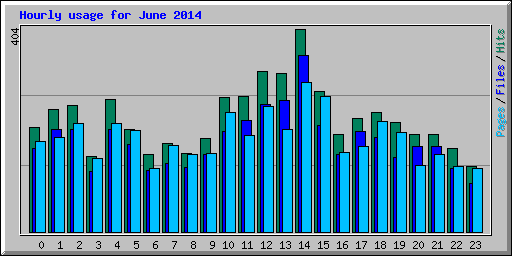 Hourly usage for June 2014
404
Pages / Files / Hits
0 1 2 3 4 5 6 7 8 9 10 11 12 13 14 15 16 17 18 19 20 21 22 23